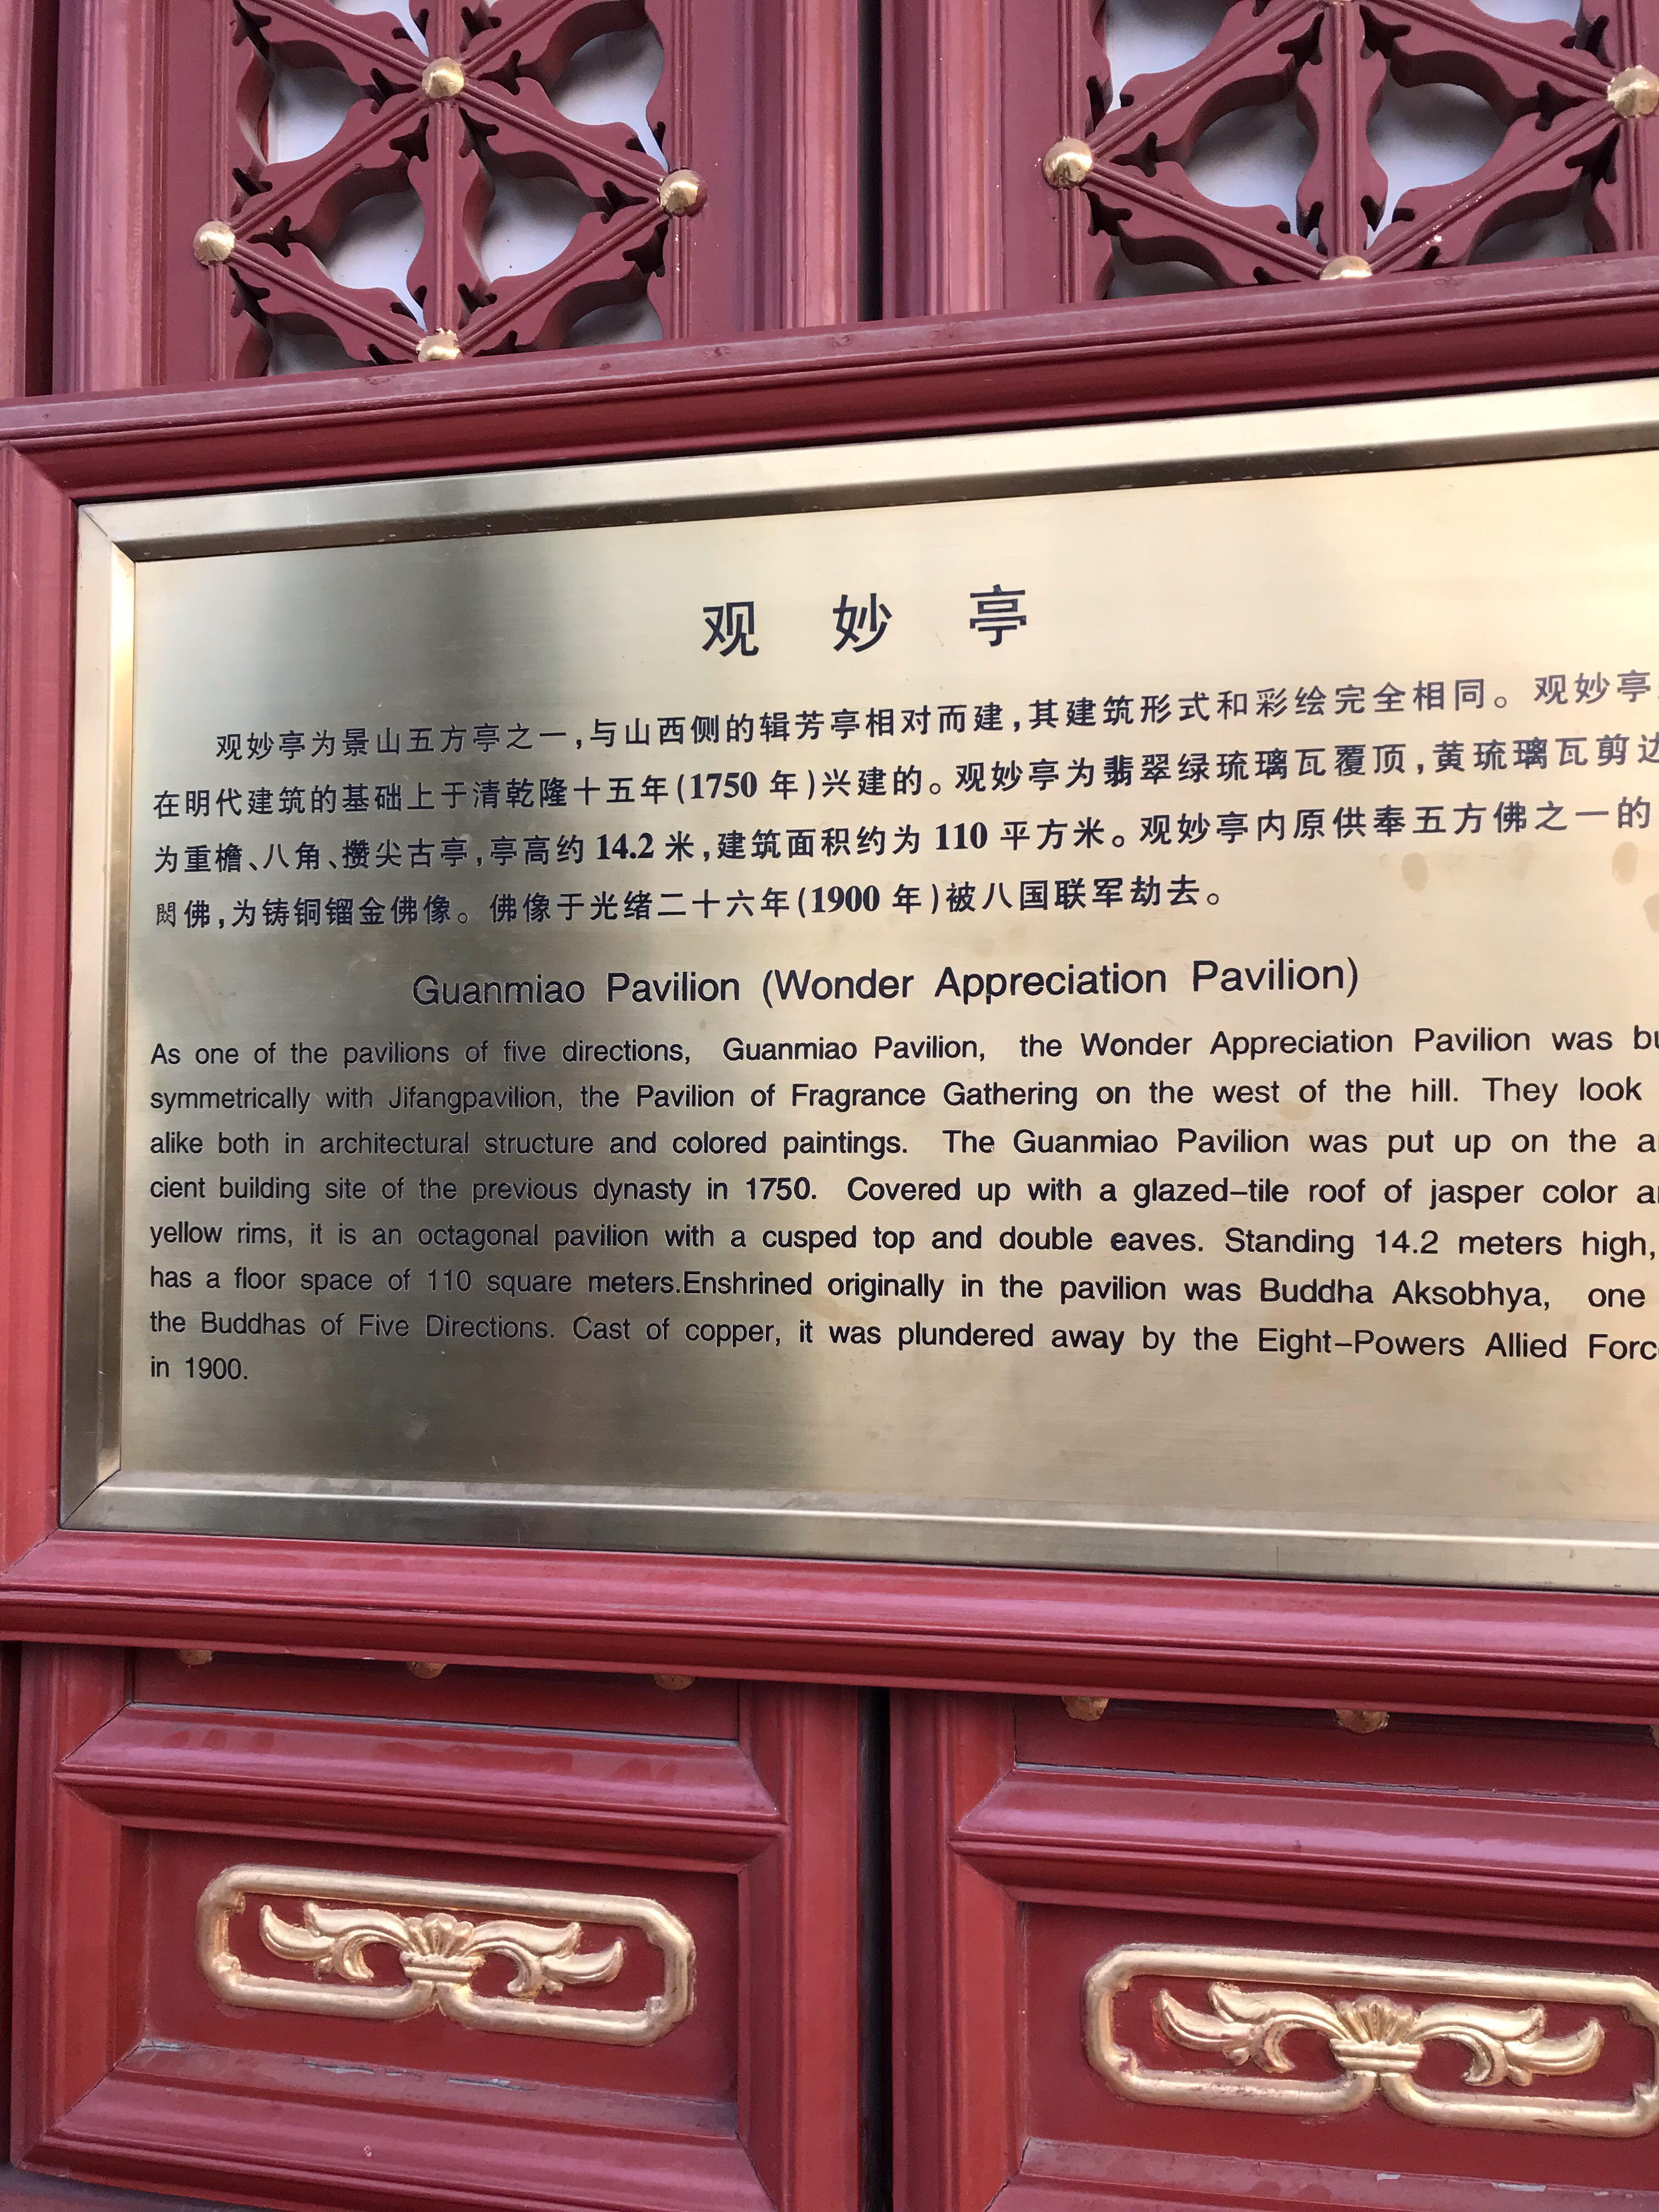 观妙亭
观妙亭为景山五方亭之一,与山西侧的辑芳亭相对而建,其建筑形式和彩绘完全相同。观妙亭
在明代建筑的基础上于清乾隆十五年(1750 年)兴建的。观妙亭为翡翠绿琉璃瓦覆顶,黄琉璃瓦剪边
为重檐、八角、攒尖古亭,亭高约 14.2 米,建筑面积约为 110 平方米。观妙亭内原供奉五方佛之一的
閦佛,为铸铜镏金佛像。佛像于光绪二十六年(1900 年)被八国联军劫去。
Guanmiao Pavilion (Wonder Appreciation Pavilion)
As one of the pavilions of five directions, Guanmiao Pavilion, the Wonder Appreciation Pavilion was
symmetrically with Jifangpavilion, the Pavilion of Fragrance Gathering on the west of the hill. They look
alike both in architectural structure and colored paintings. The Guanmiao Pavilion was put up on the
cient building site of the previous dynasty in 1750. Covered up with a glazed–tile roof of jasper color
yellow rims, it is an octagonal pavilion with a cusped top and double eaves. Standing 14.2 meters high,
has a floor space of 110 square meters.Enshrined originally in the pavilion was Buddha Aksobhya, one
the Buddhas of Five Directions. Cast of copper, it was plundered away by the Eight–Powers Allied
in 1900.